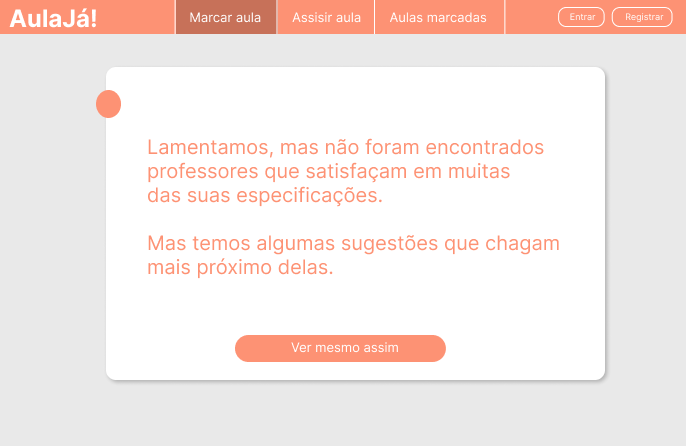 AulaJá!
Marcar aula
Assisir aula
Aulas marcadas
Entrar
Registrar
Lamentamos, mas não foram encontrados
professores que satisfaçam em muitas
das suas especificações.
Mas temos algumas sugestões que chagam
mais próximo delas.
Ver mesmo assim